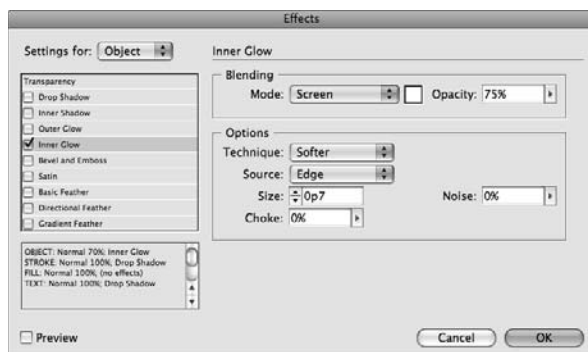 Effects
Settings for: Object
Transparency
Drop Shadow
Inner Shadow
Outer Glow
Inner Glow
Bevel and Emboss
Satin
Basic Feather
Directional Feather
Gradient Feather
OBJECT: Normal 70%; Inner Glow
STROKE: Normal 100%; Drop Shadow
FILL: Normal 100%; (no effects)
TEXT: Normal 100%; Drop Shadow
Preview
Inner Glow
Blending
Mode: Screen Opacity: 75%
Options
Technique: Softer
Source: Edge
Size: 0p7 Noise: 0%
Choke: 0%
Cancel OK